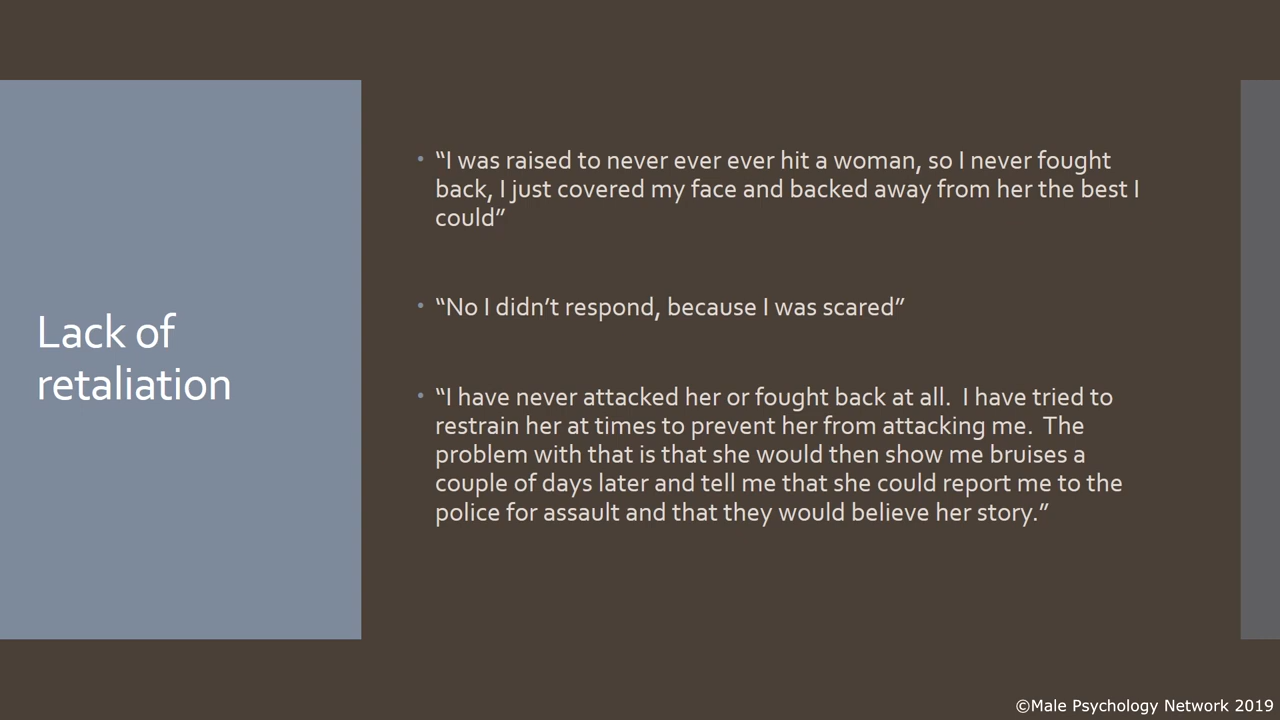 Lack of
retaliation
• “I was raised to never ever ever hit a woman, so I never fought
back, I just covered my face and backed away from her the best I
could”
• “No I didn’t respond, because I was scared”
• “I have never attacked her or fought back at all.  I have tried to
restrain her at times to prevent her from attacking me.  The
problem with that is that she would then show me bruises a
couple of days later and tell me that she could report me to the
police for assault and that they would believe her story.”
©Male Psychology Network 2019